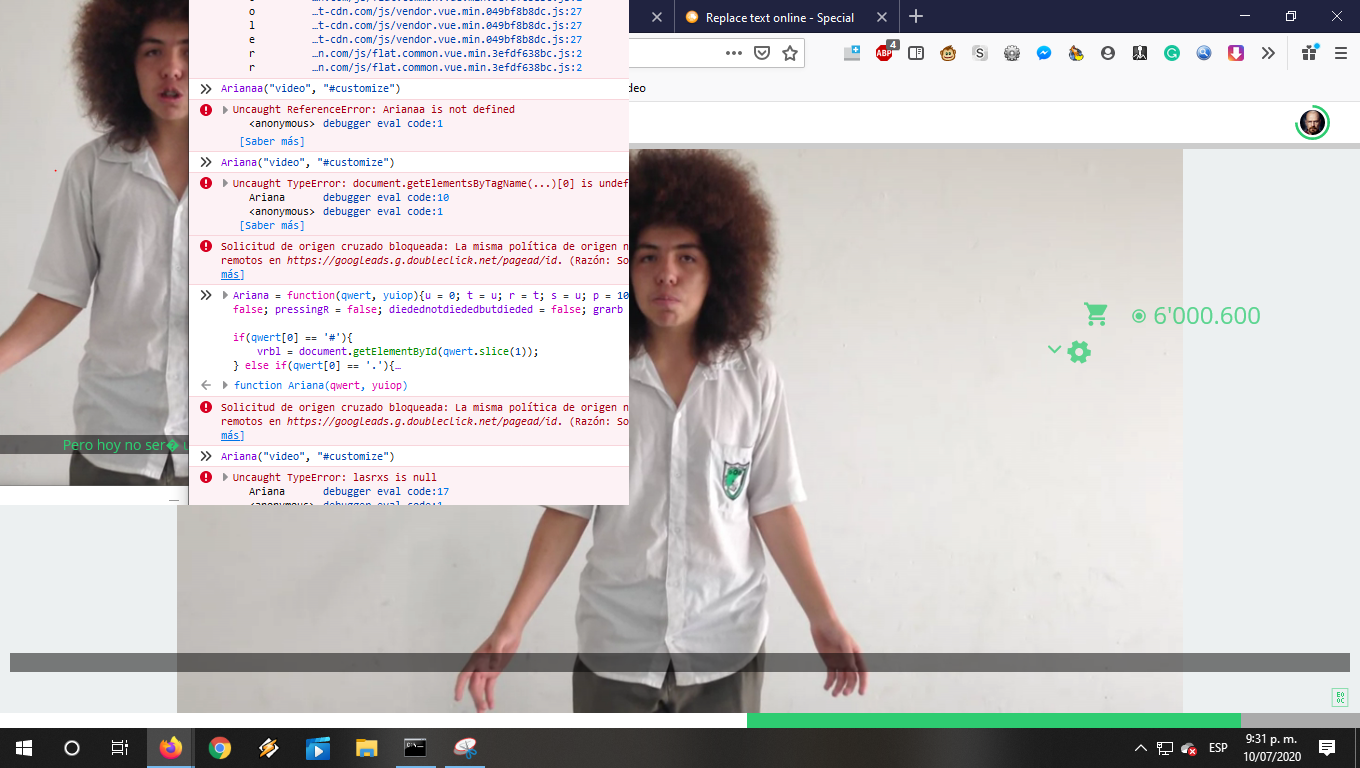 o
l
e
r
…t-cdn.com/js/vendor.vue.min.049bf8b8dc.js:27
…t-cdn.com/js/vendor.vue.min.049bf8b8dc.js:27
…t-cdn.com/js/vendor.vue.min.049bf8b8dc.js:27
…n.com/js/flat.common.vue.min.3efdf638bc.js:2
r …n.com/js/flat.common.vue.min.3efdf638bc.js:2
Replace text online - Special
ABP
4
S
deo
Arianaa("video", "#customize")
Uncaught ReferenceError: Arianaa is not defined
<anonymous> debugger eval code:1
[Saber más]
Ariana("video", "#customize")
Uncaught TypeError: document.getElementsByTagName(...)[0] is undef
Ariana debugger eval code:10
<anonymous> debugger eval code:1
[Saber más]
Solicitud de origen cruzado bloqueada: La misma política de origen n
remotos en https://googleads.g.doubleclick.net/pagead/id. (Razón: So
más]
Ariana = function(qwert, yuiop){u = 0; t = u; r = t; s = u; p = 10
false; pressingR = false; diedednotdiededbutdieded = false; grarb
if(qwert[0] == '#'){
vrbl = document.getElementById(qwert.slice(1));
} else if(qwert[0] == '.'){…
function Ariana(qwert, yuiop)
Solicitud de origen cruzado bloqueada: La misma política de origen n
remotos en https://googleads.g.doubleclick.net/pagead/id. (Razón: So
más]
Ariana("video", "#customize")
Uncaught TypeError: lasrxs is null
Ariana debugger eval code:17
<anonymous> debugger eval code:1
Pero hoy no ser� u
6'000.600
ESP
9:31 p. m.
10/07/2020